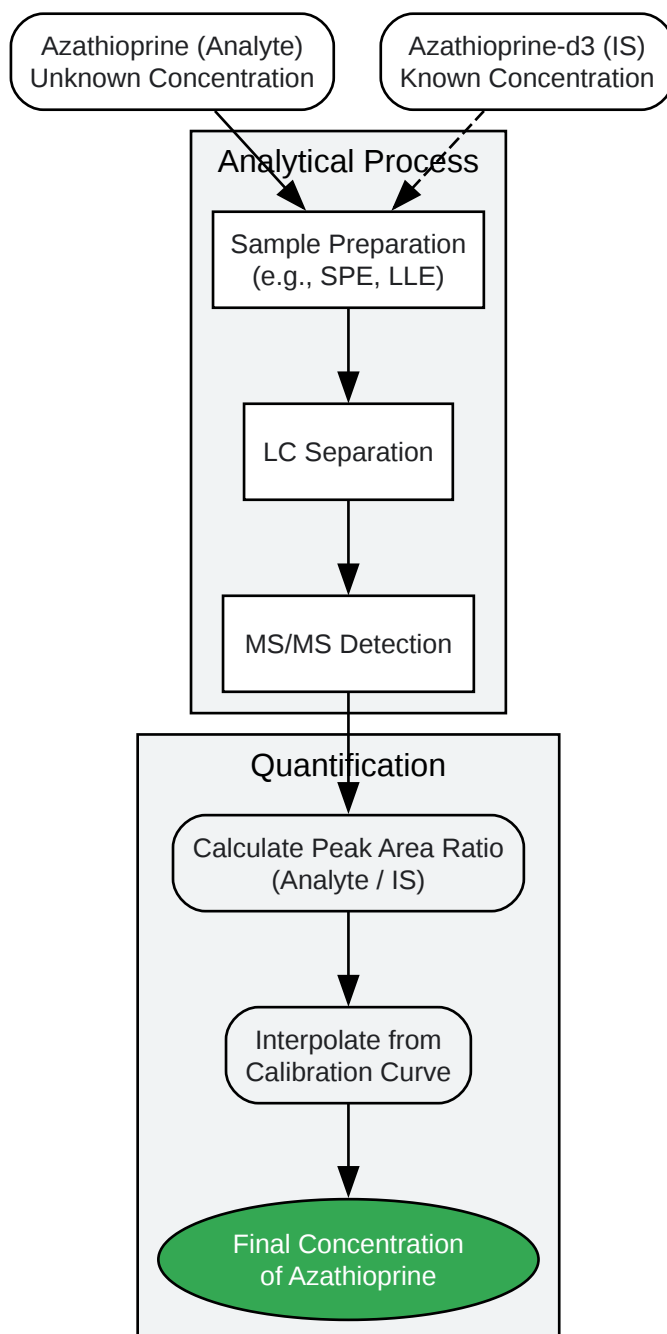 Azathioprine (Analyte)
Unknown Concentration
Azathioprine-d3 (IS)
Known Concentration
Analytical Process
Sample Preparation
(e.g., SPE, LLE)
LC Separation
MS/MS Detection
Quantification
Calculate Peak Area Ratio
(Analyte / IS)
Interpolate from
Calibration Curve
Final Concentration
of Azathioprine